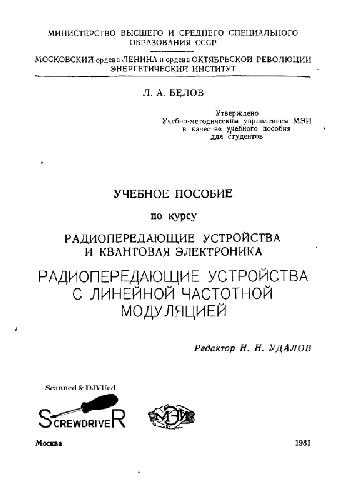 МИНИСТЕРСТВО ВЫСШЕГО И СРЕДНЕГО СПЕЦИАЛЬНОГО
ОБРАЗОВАНИЯ СССР
МОСКОВСКИЙ ордена ЛЕНИНА и ордена ОКТЯБРЬСКОЙ РЕВОЛЮЦИИ
ЭНЕРГЕТИЧЕСКИЙ ИНСТИТУТ
Л. А. БЕЛОВ
Утверждено
Учебно-методическим управлением МЭИ
в качестве учебного пособия
для студентов
УЧЕБНОЕ ПОСОБИЕ
по курсу
РАДИОПЕРЕДАЮЩИЕ УСТРОЙСТВА
И КВАНТОВАЯ ЭЛЕКТРОНИКА
РАДИОПЕРЕДАЮЩИЕ УСТРОЙСТВА
С ЛИНЕЙНОЙ ЧАСТОТНОЙ
МОДУЛЯЦИЕЙ
Редактор Н. Н. УДАЛОВ
Scanned & DJVUed
SCREWDRIVER
МЭИ
Москва 1981